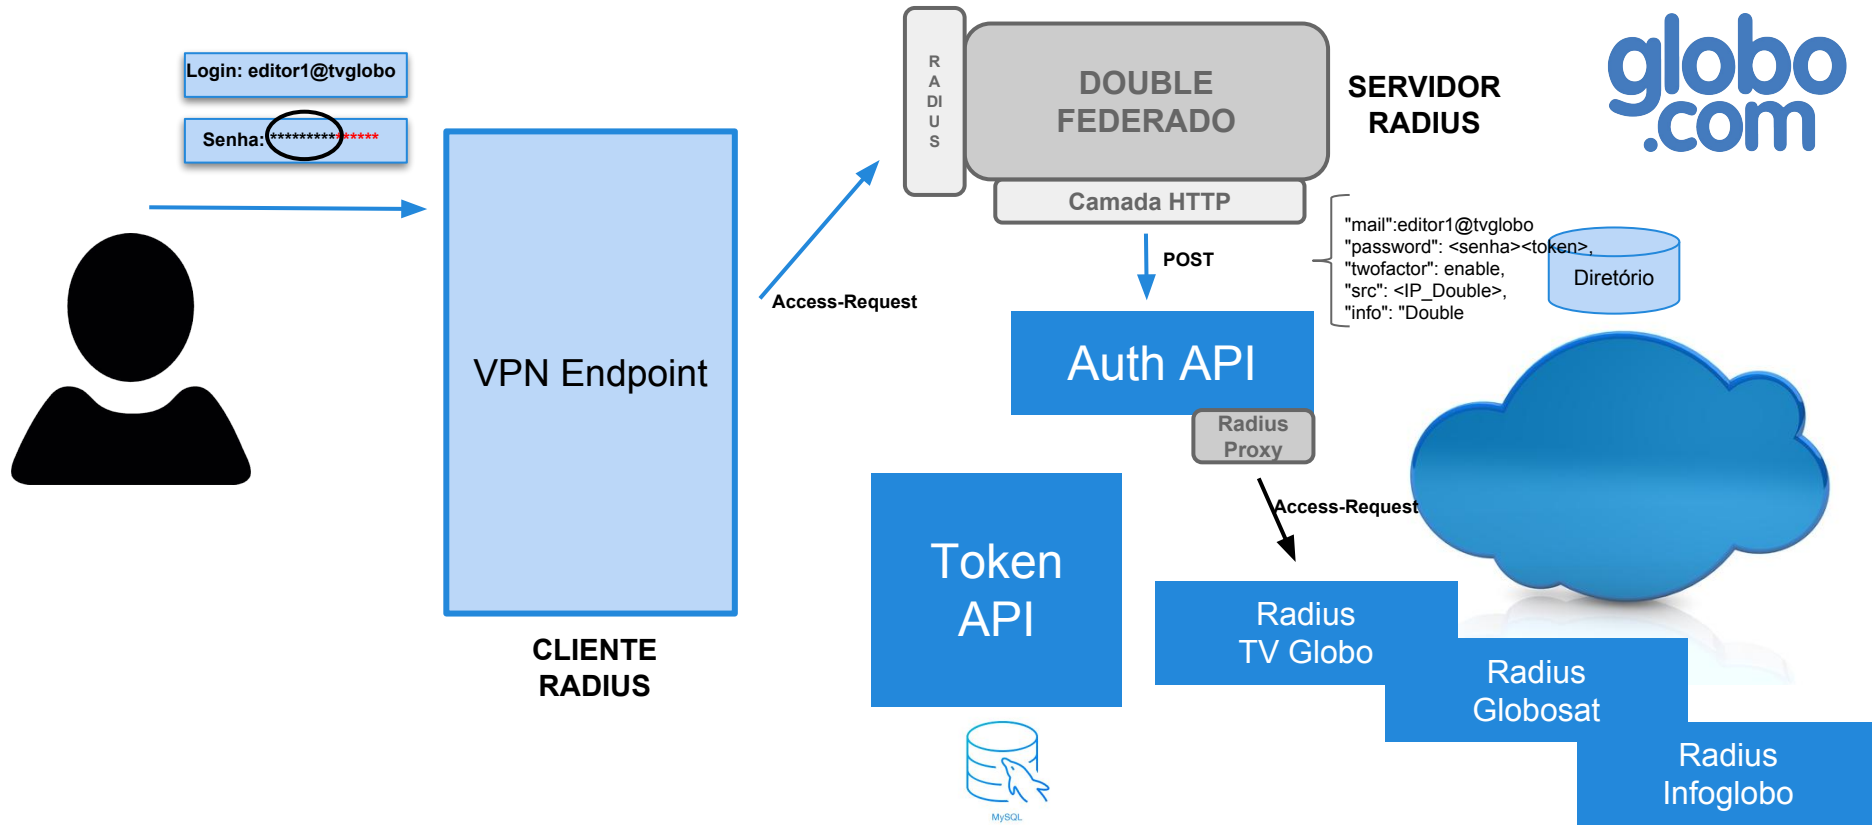 Login: editor1@tvglobo
Senha: ***************
VPN Endpoint
CLIENTE
RADIUS
Access-Request
R
A
DI
U
S
DOUBLE
FEDERADO
Camada HTTP
SERVIDOR
RADIUS
globo
.com
POST
"mail":editor1@tvglobo
"password": <senha><token>,
"twofactor": enable,
"src": <IP_Double>,
"info": "Double
Diretório
Auth API
Radius
Proxy
Access-Request
Token
API
MySQL
Radius
TV Globo
Radius
Globosat
Radius
Infoglobo